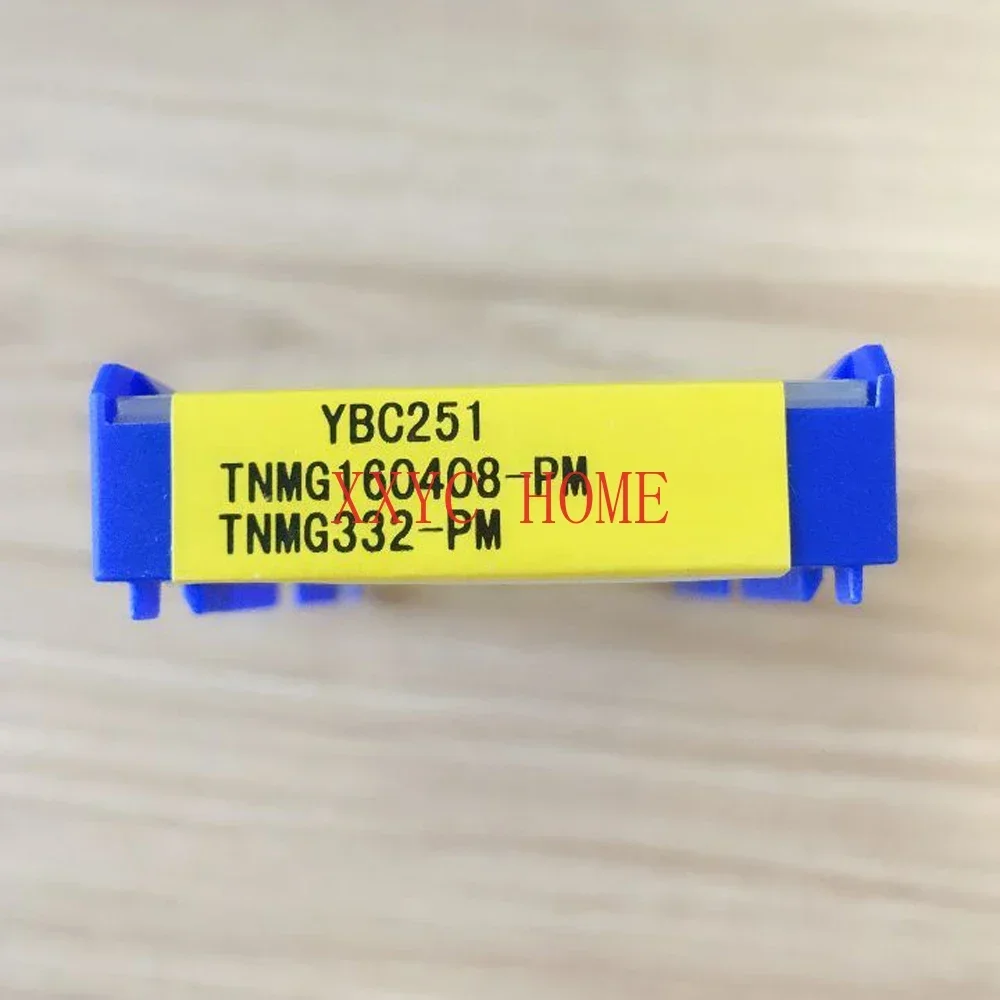 YBC251
TNMG160408-PM
XXYC HOME
TNMG332-PM